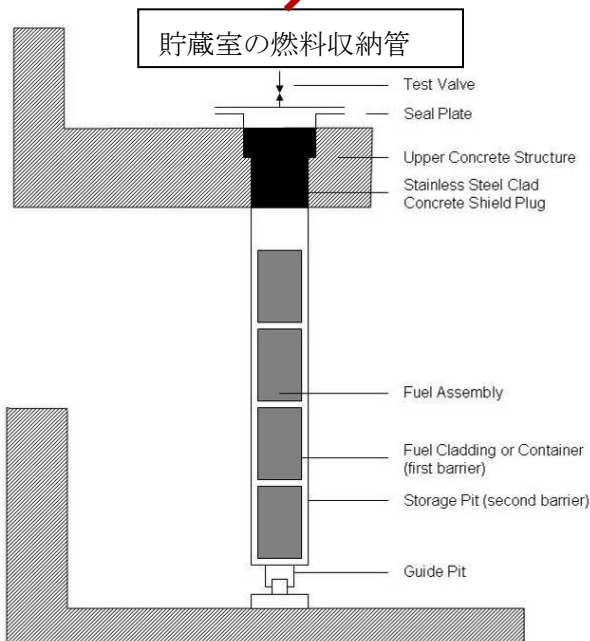 貯蔵室の燃料収納管
Test Valve
Seal Plate
Upper Concrete Structure
Stainless Steel Clad
Concrete Shield Plug
Fuel Assembly
Fuel Cladding or Container
(first barrier)
Storage Pit (second barrier)
Guide Pit